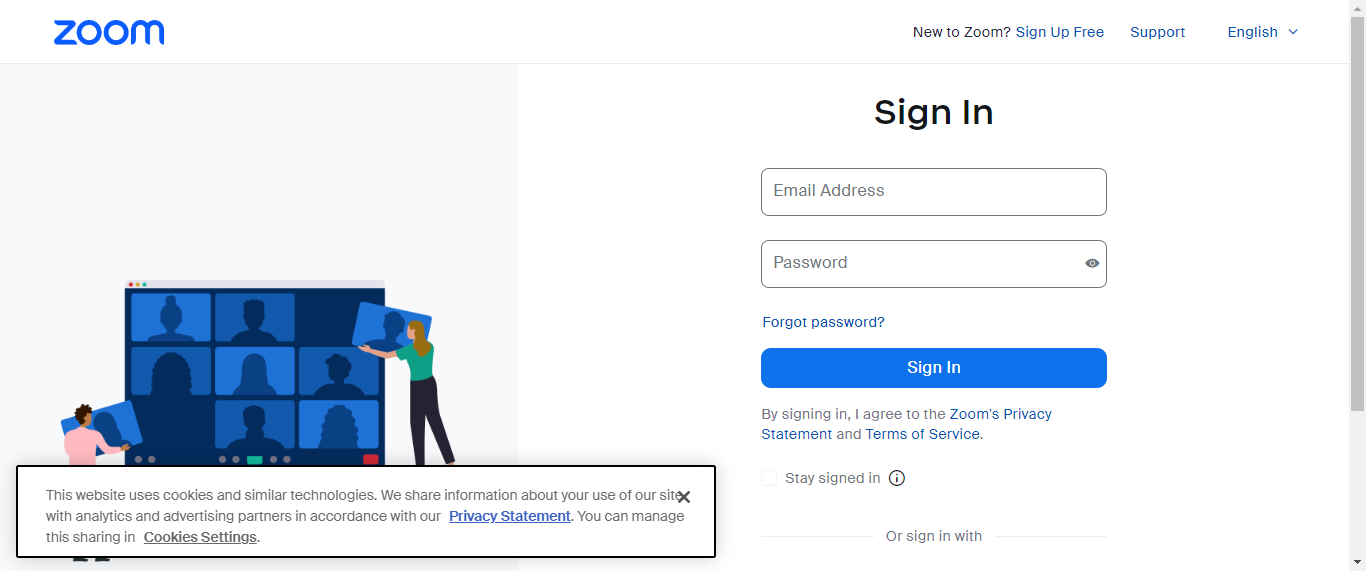 zoom
New to Zoom? Sign Up Free Support English
Sign In
Email Address
Password
Forgot password?
Sign In
By signing in, I agree to the Zoom's Privacy
Statement and Terms of Service.
Stay signed in
Or sign in with
This website uses cookies and similar technologies. We share information about your use of our site
with analytics and advertising partners in accordance with our Privacy Statement. You can manage
this sharing in Cookies Settings.